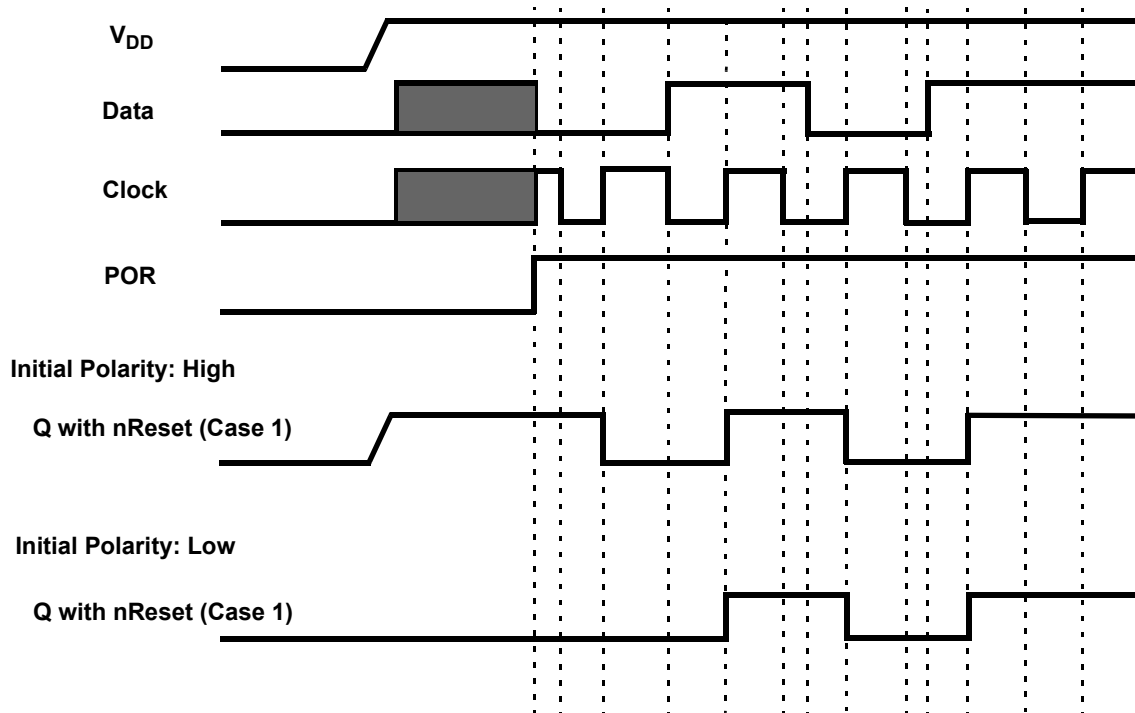 VDD
Data
Clock
POR
Initial Polarity: High
Q with nReset (Case 1)
Initial Polarity: Low
Q with nReset (Case 1)